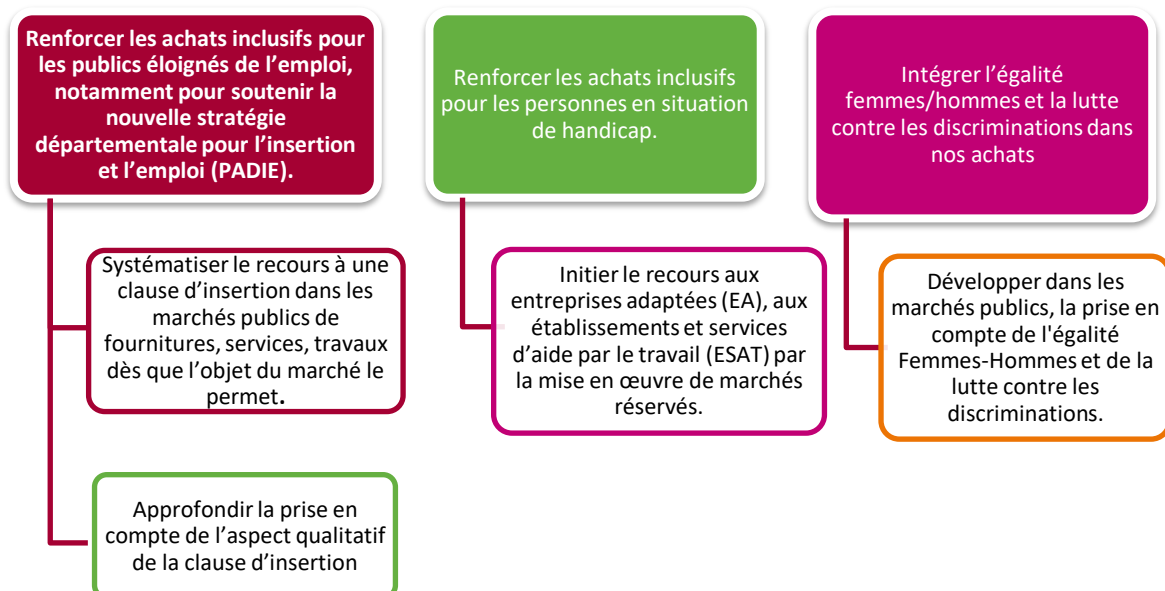 Renforcer les achats inclusifs pour
les publics éloignés de l’emploi,
notamment pour soutenir la
nouvelle stratégie
départementale pour l’insertion
et l’emploi (PADIE).
Systématiser le recours à une
clause d’insertion dans les
marchés publics de
fournitures, services, travaux
dès que l’objet du marché le
permet.
Approfondir la prise en
compte de l’aspect qualitatif
de la clause d’insertion
Renforcer les achats inclusifs
pour les personnes en situation
de handicap.
Initier le recours aux
entreprises adaptées (EA), aux
établissements et services
d’aide par le travail (ESAT) par
la mise en œuvre de marchés
réservés.
Intégrer l’égalité
femmes/hommes et la lutte
contre les discriminations dans
nos achats
Développer dans les
marchés publics, la prise en
compte de l'égalité
Femmes-Hommes et de la
lutte contre les
discriminations.